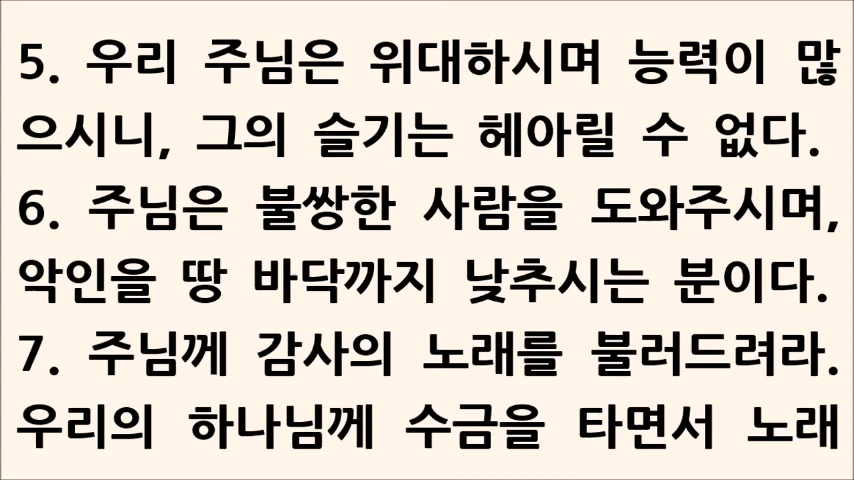 5. 우리 주님은 위대하시며 능력이 많
으시니, 그의 슬기는 헤아릴 수 없다.
6. 주님은 불쌍한 사람을 도와주시며,
악인을 땅 바닥까지 낮추시는 분이다.
7. 주님께 감사의 노래를 불러드려라.
우리의 하나님께 수금을 타면서 노래